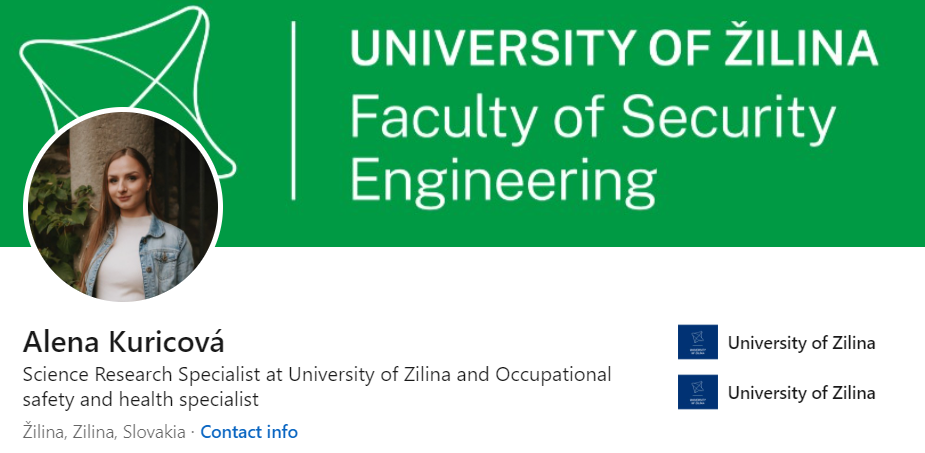 UNIVERSITY OF ŽILINA
Faculty of Security
Engineering
Alena Kuricová
Science Research Specialist at University of Zilina and Occupational
safety and health specialist
Žilina, Zilina, Slovakia · Contact info
University of Zilina
University of Zilina